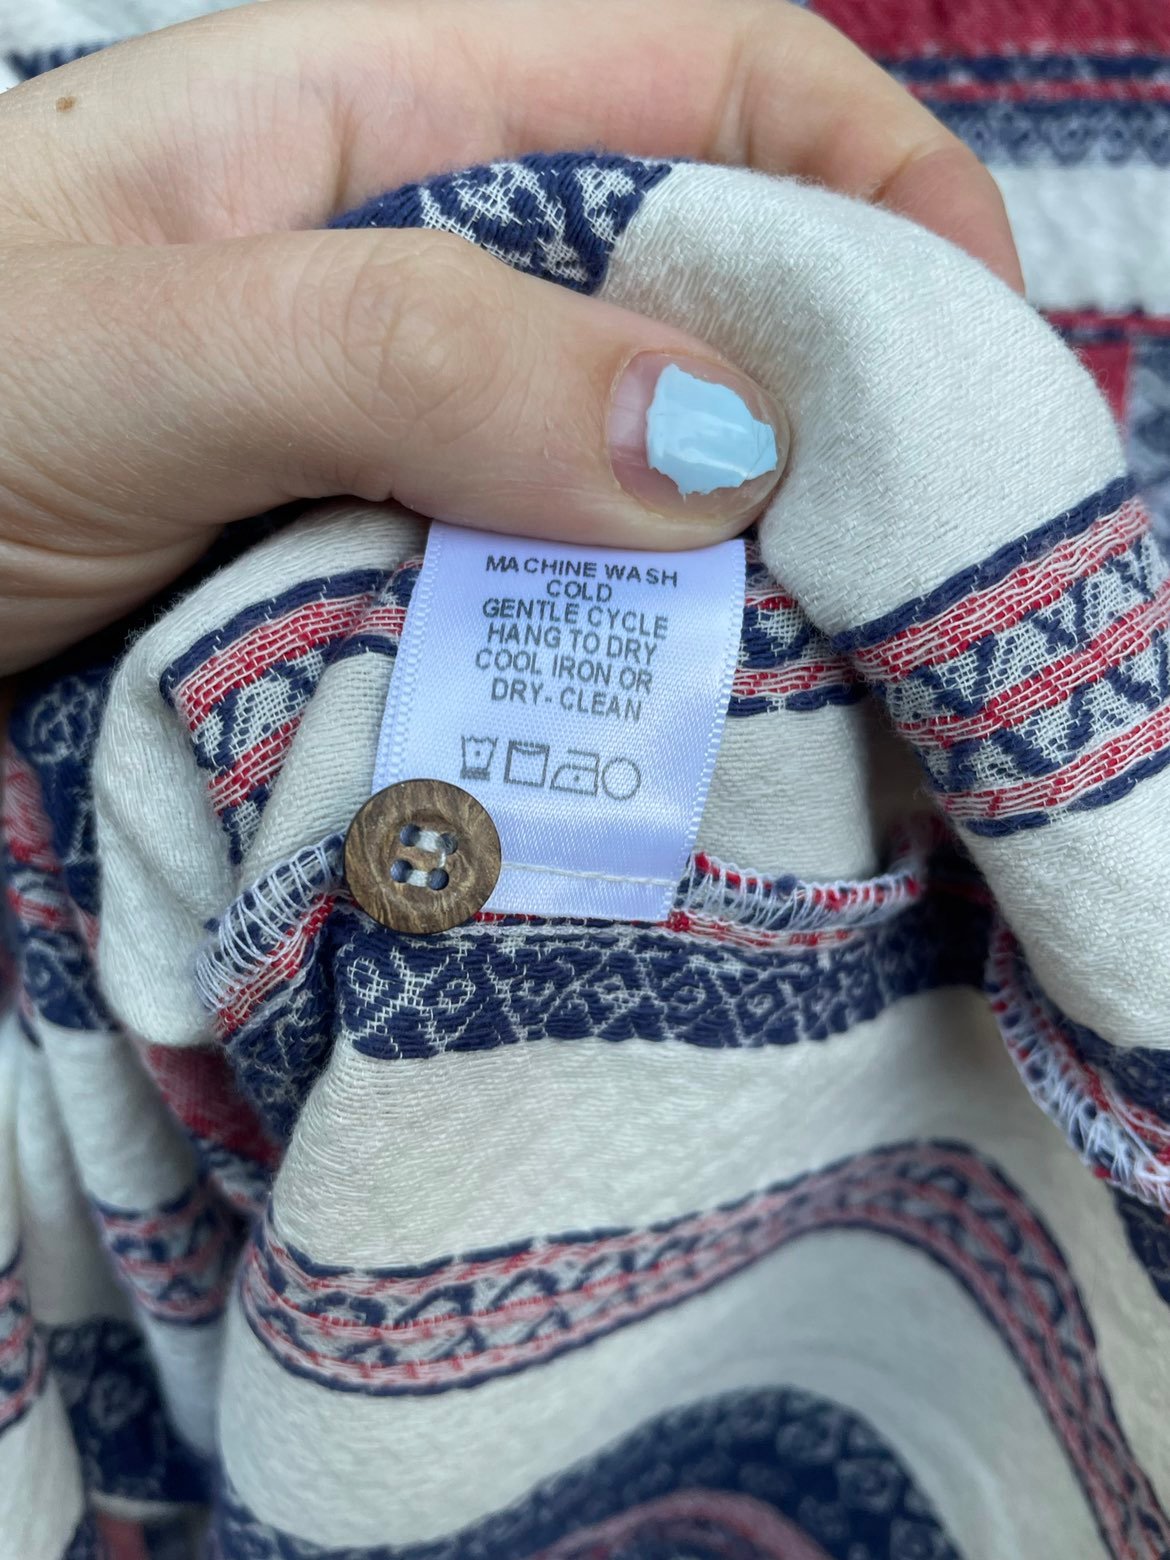 MACHINE WASH
COLD
GENTLE CYCLE
HANG TO DRY
COOL IRON OR
DRY-CLEAN